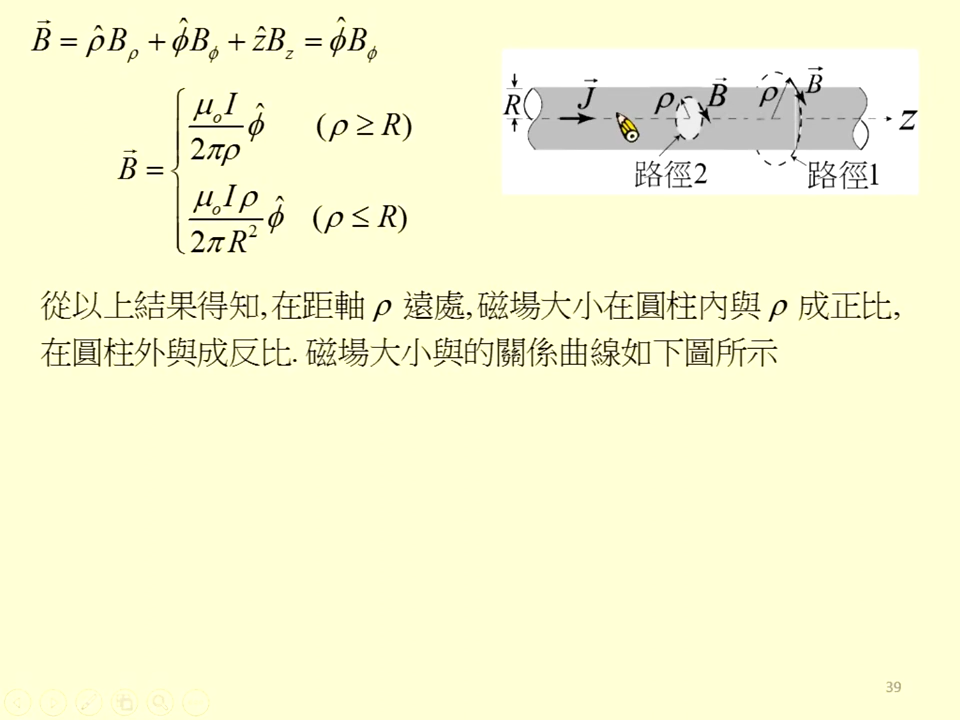 B⃗ = ρ̂B_ρ + φ̂B_φ + ẑB_z = φ̂B_φ
B⃗ = { μ_o I / 2πρ φ̂ (ρ ≥ R)
μ_o I ρ / 2π R² φ̂ (ρ ≤ R)
R J⃗ ρ B⃗ ρ B⃗ z
路徑2 路徑1
從以上結果得知, 在距軸 ρ 遠處, 磁場大小在圓柱內與 ρ 成正比,
在圓柱外與成反比. 磁場大小與的關係曲線如下圖所示
39